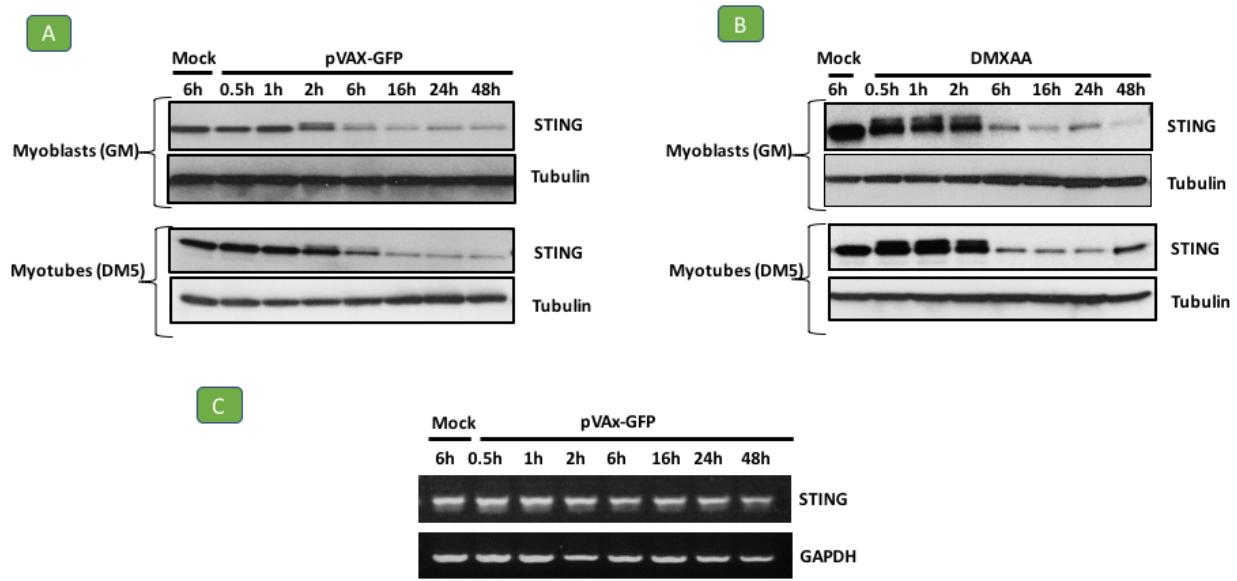 A
Mock pVAX-GFP
6h 0.5h 1h 2h 6h 16h 24h 48h
Myoblasts (GM)
STING
Tubulin
Myotubes (DM5)
STING
Tubulin
B
Mock DMXAA
6h 0.5h 1h 2h 6h 16h 24h 48h
Myoblasts (GM)
STING
Tubulin
Myotubes (DM5)
STING
Tubulin
C
Mock pVAx-GFP
6h 0.5h 1h 2h 6h 16h 24h 48h
STING
GAPDH